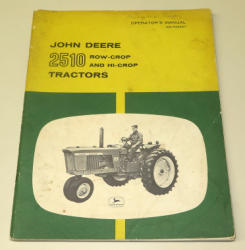 OPERATOR'S MANUAL
JOHN DEERE
2510 ROW-CROP
AND HI-CROP
TRACTORS